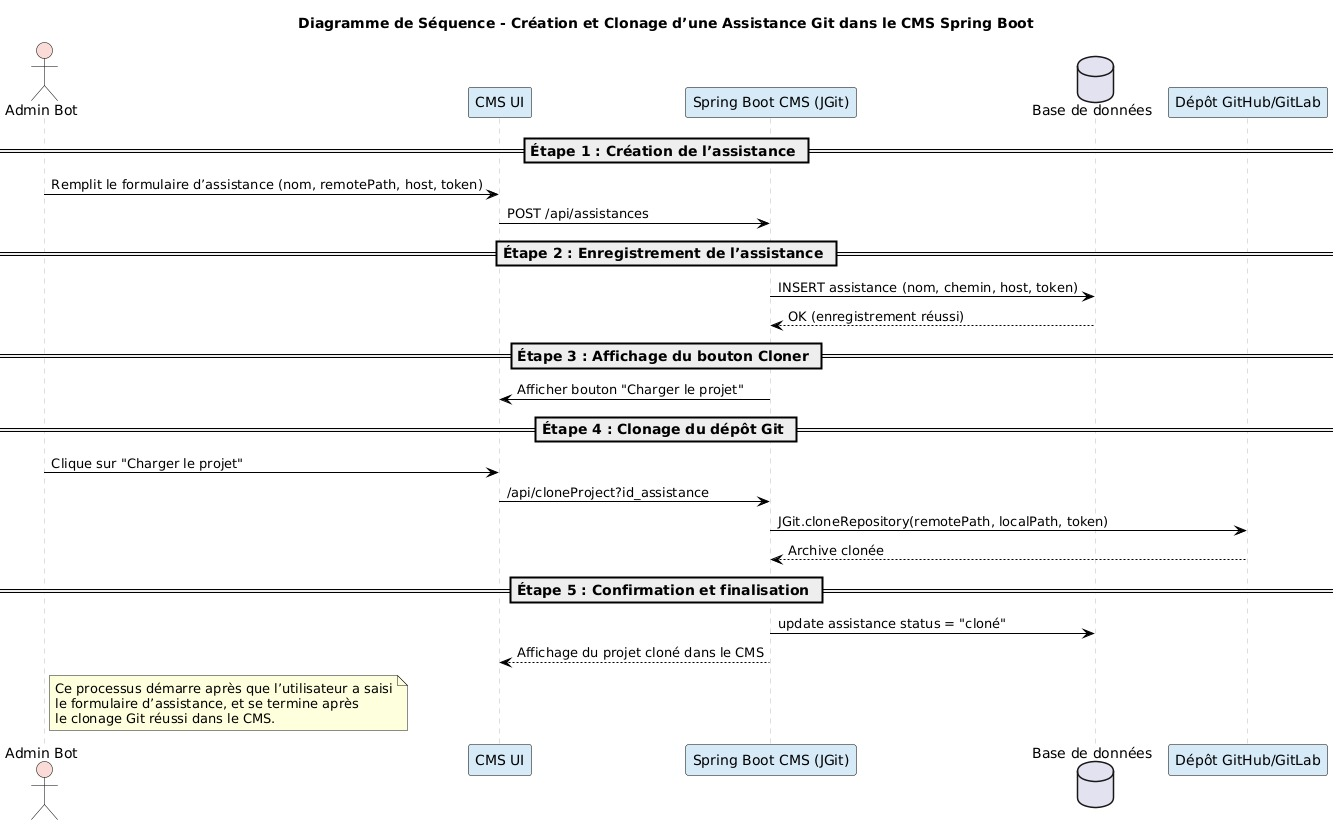 Diagramme de Séquence - Création et Clonage d’une Assistance Git dans le CMS Spring Boot
Admin Bot
CMS UI
Spring Boot CMS (JGit)
Base de données
Dépôt GitHub/GitLab
Étape 1 : Création de l’assistance
Remplit le formulaire d’assistance (nom, remotePath, host, token)
POST /api/assistances
Étape 2 : Enregistrement de l’assistance
INSERT assistance (nom, chemin, host, token)
OK (enregistrement réussi)
Étape 3 : Affichage du bouton Cloner
Afficher bouton "Charger le projet"
Étape 4 : Clonage du dépôt Git
Clique sur "Charger le projet"
/api/cloneProject?id_assistance
JGit.cloneRepository(remotePath, localPath, token)
Archive clonée
Étape 5 : Confirmation et finalisation
update assistance status = "cloné"
Affichage du projet cloné dans le CMS
Ce processus démarre après que l’utilisateur a saisi
le formulaire d’assistance, et se termine après
le clonage Git réussi dans le CMS.
Admin Bot
CMS UI
Spring Boot CMS (JGit)
Base de données
Dépôt GitHub/GitLab